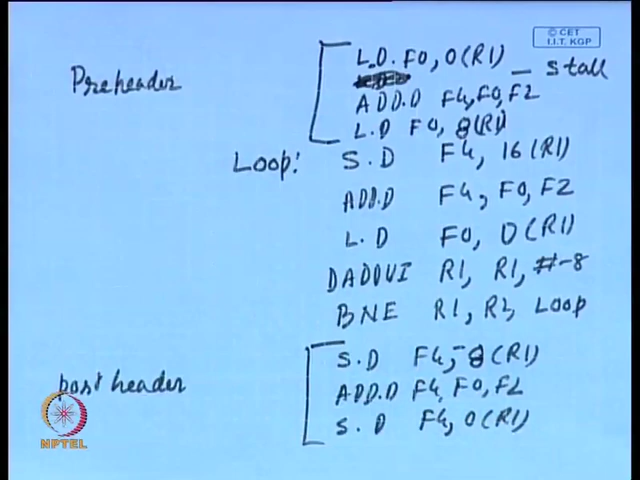 © CET
I.I.T. KGP
Preheader
L.D. F0, 0(R1)
_ stall
ADD.D F4, F0, F2
L.D F0, 8(R1)
Loop: S.D F4, 16(R1)
ADD.D F4, F0, F2
L.D F0, 0(R1)
DADDUI R1, R1, #-8
BNE R1, R2, Loop
post header
S.D F4, -8(R1)
ADD.D F4, F0, F2
S.D F4, 0(R1)
NPTEL